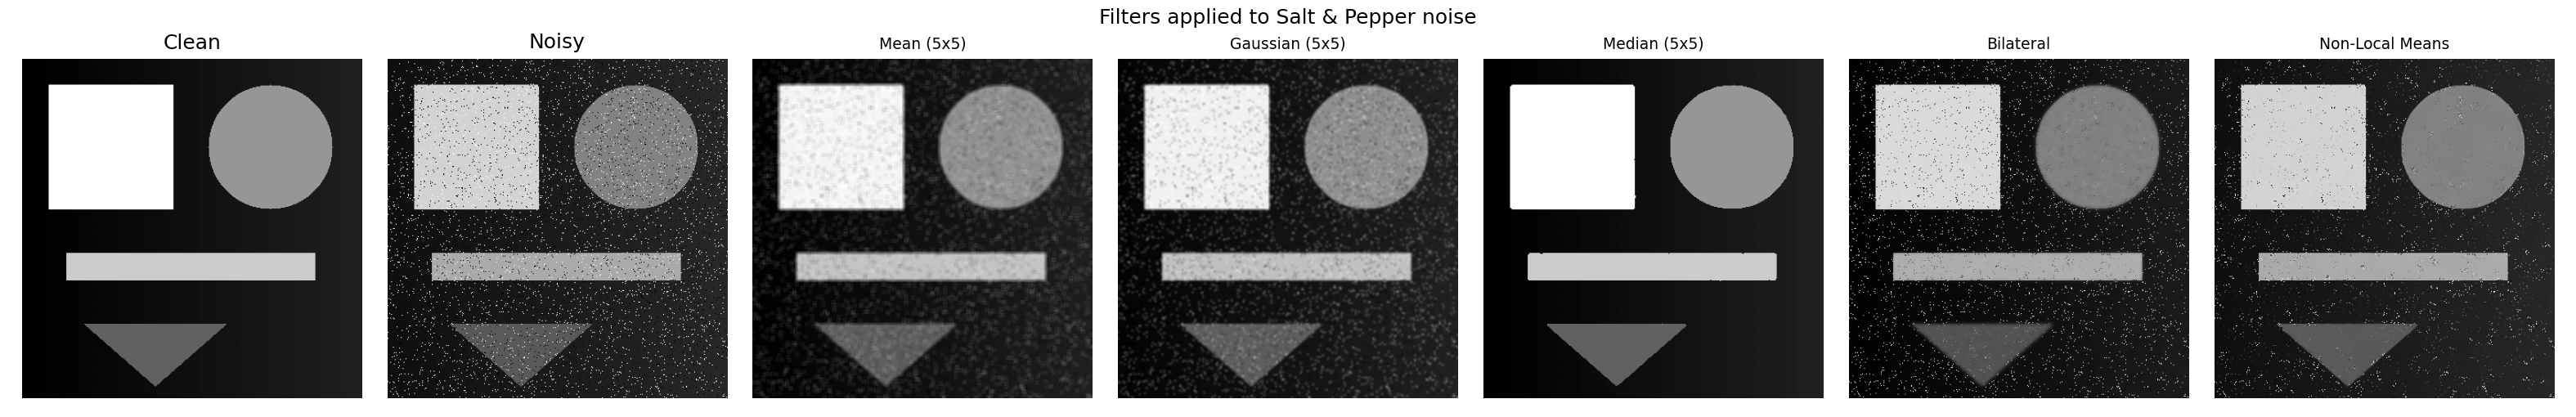 Filters applied to Salt & Pepper noise
Clean
Noisy
Mean (5x5)
Gaussian (5x5)
Median (5x5)
Bilateral
Non-Local Means